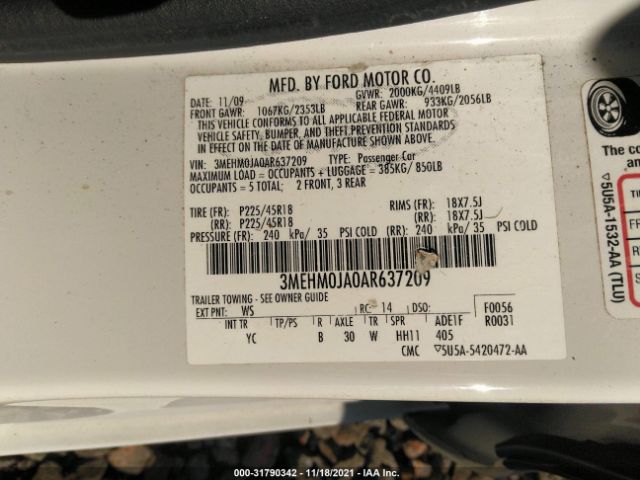 MFD. BY FORD MOTOR CO.
DATE: 11/09 GVWR: 2000KG/4409LB
FRONT GAWR: 1067KG/2353LB REAR GAWR: 933KG/2056LB
THIS VEHICLE CONFORMS TO ALL APPLICABLE FEDERAL MOTOR
VEHICLE SAFETY, BUMPER, AND THEFT PREVENTION STANDARDS
IN EFFECT ON THE DATE OF MANUFACTURE SHOWN ABOVE.
VIN: 3MEHM0JA0AR637209 TYPE: Passenger Car
MAXIMUM LOAD = OCCUPANTS + LUGGAGE = 385KG/ 850LB
OCCUPANTS = 5 TOTAL; 2 FRONT, 3 REAR
TIRE (FR): P225/45R18 RIMS (FR): 18X7.5J
(RR): P225/45R18 (RR): 18X7.5J
PRESSURE (FR): 240 kPa/ 35 PSI COLD (RR): 240 kPa/ 35 PSI COLD
3MEHM0JA0AR637209
TRAILER TOWING - SEE OWNER GUIDE
EXT PNT: WS RC: 14 DSO: F0056
INT TR TP/PS R AXLE TR SPR ADE1F R0031
YC B 30 W HH11 405
CMC ▽5U5A-5420472-AA
▽5U5A-1532-AA (TLU)
The co
and
TI
F
R
S
000-31790342 - 11/18/2021 - IAA Inc.